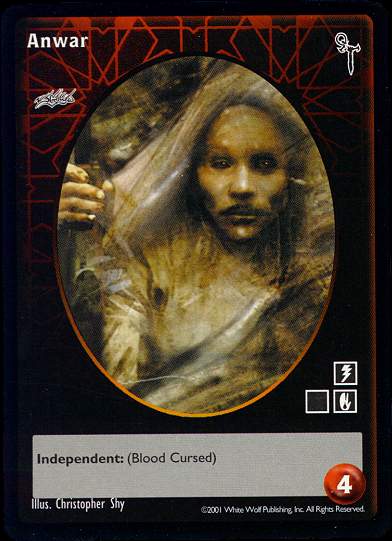 Anwar
Independent: (Blood Cursed)
4
Illus. Christopher Shy
©2001 White Wolf Publishing, Inc. All Rights Reserved.